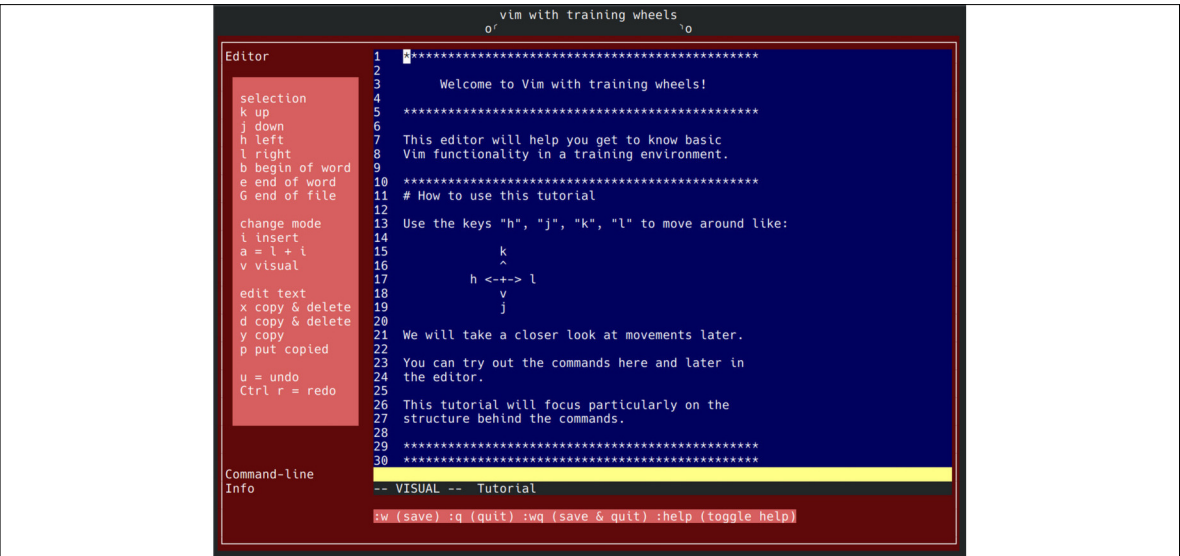 vim with training wheels
o╭ ╮o
Editor
selection
k up
j down
h left
l right
b begin of word
e end of word
G end of file
change mode
i insert
a = l + i
v visual
edit text
x copy & delete
d copy & delete
y copy
p put copied
u = undo
Ctrl r = redo
1 ************************************************
2
3 Welcome to Vim with training wheels!
4
5 ************************************************
6
7 This editor will help you get to know basic
8 Vim functionality in a training environment.
9
10 ************************************************
11 # How to use this tutorial
12
13 Use the keys "h", "j", "k", "l" to move around like:
14
15 k
16 ^
17 h <-+-> l
18 v
19 j
20
21 We will take a closer look at movements later.
22
23 You can try out the commands here and later in
24 the editor.
25
26 This tutorial will focus particularly on the
27 structure behind the commands.
28
29 ************************************************
30 ************************************************
Command-line
Info
-- VISUAL -- Tutorial
:w (save) :q (quit) :wq (save & quit) :help (toggle help)